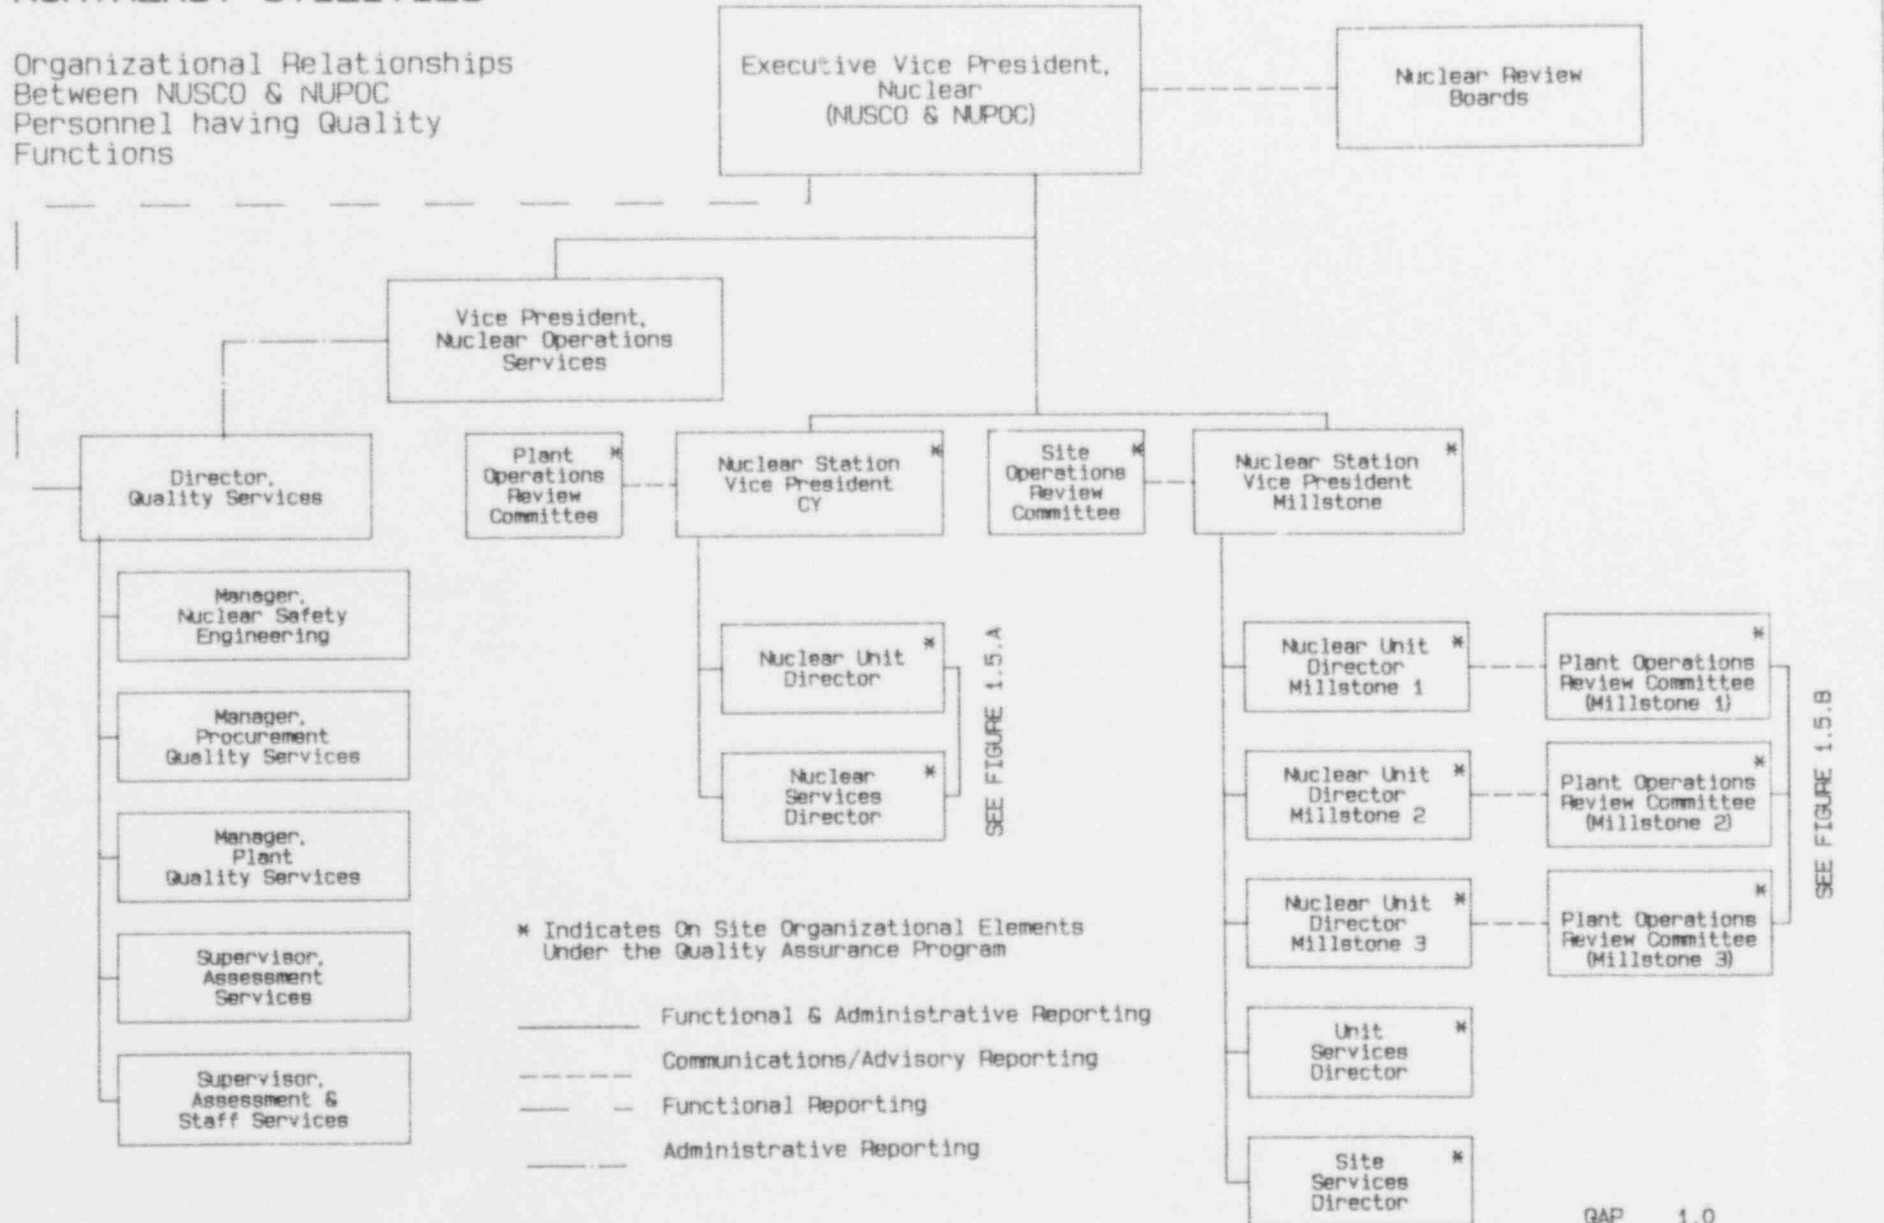 Organizational Relationships
Between NUSCO & NUPOC
Personnel having Quality
Functions
Executive Vice President,
Nuclear
(NUSCO & NUPOC)
Nuclear Review
Boards
Vice President,
Nuclear Operations
Services
Director,
Quality Services
Plant *
Operations
Review
Committee
Nuclear Station *
Vice President
CY
Site *
Operations
Review
Committee
Nuclear Station *
Vice President
Millstone
Manager,
Nuclear Safety
Engineering
Manager,
Procurement
Quality Services
Manager,
Plant
Quality Services
Supervisor,
Assessment
Services
Supervisor,
Assessment &
Staff Services
Nuclear Unit *
Director
Nuclear *
Services
Director
SEE FIGURE 1.5.A
Nuclear Unit *
Director
Millstone 1
*
Plant Operations
Review Committee
(Millstone 1)
Nuclear Unit *
Director
Millstone 2
*
Plant Operations
Review Committee
(Millstone 2)
Nuclear Unit *
Director
Millstone 3
*
Plant Operations
Review Committee
(Millstone 3)
SEE FIGURE 1.5.B
Unit *
Services
Director
Site *
Services
Director
* Indicates On Site Organizational Elements
Under the Quality Assurance Program
Functional & Administrative Reporting
Communications/Advisory Reporting
Functional Reporting
Administrative Reporting
QAP 1.0